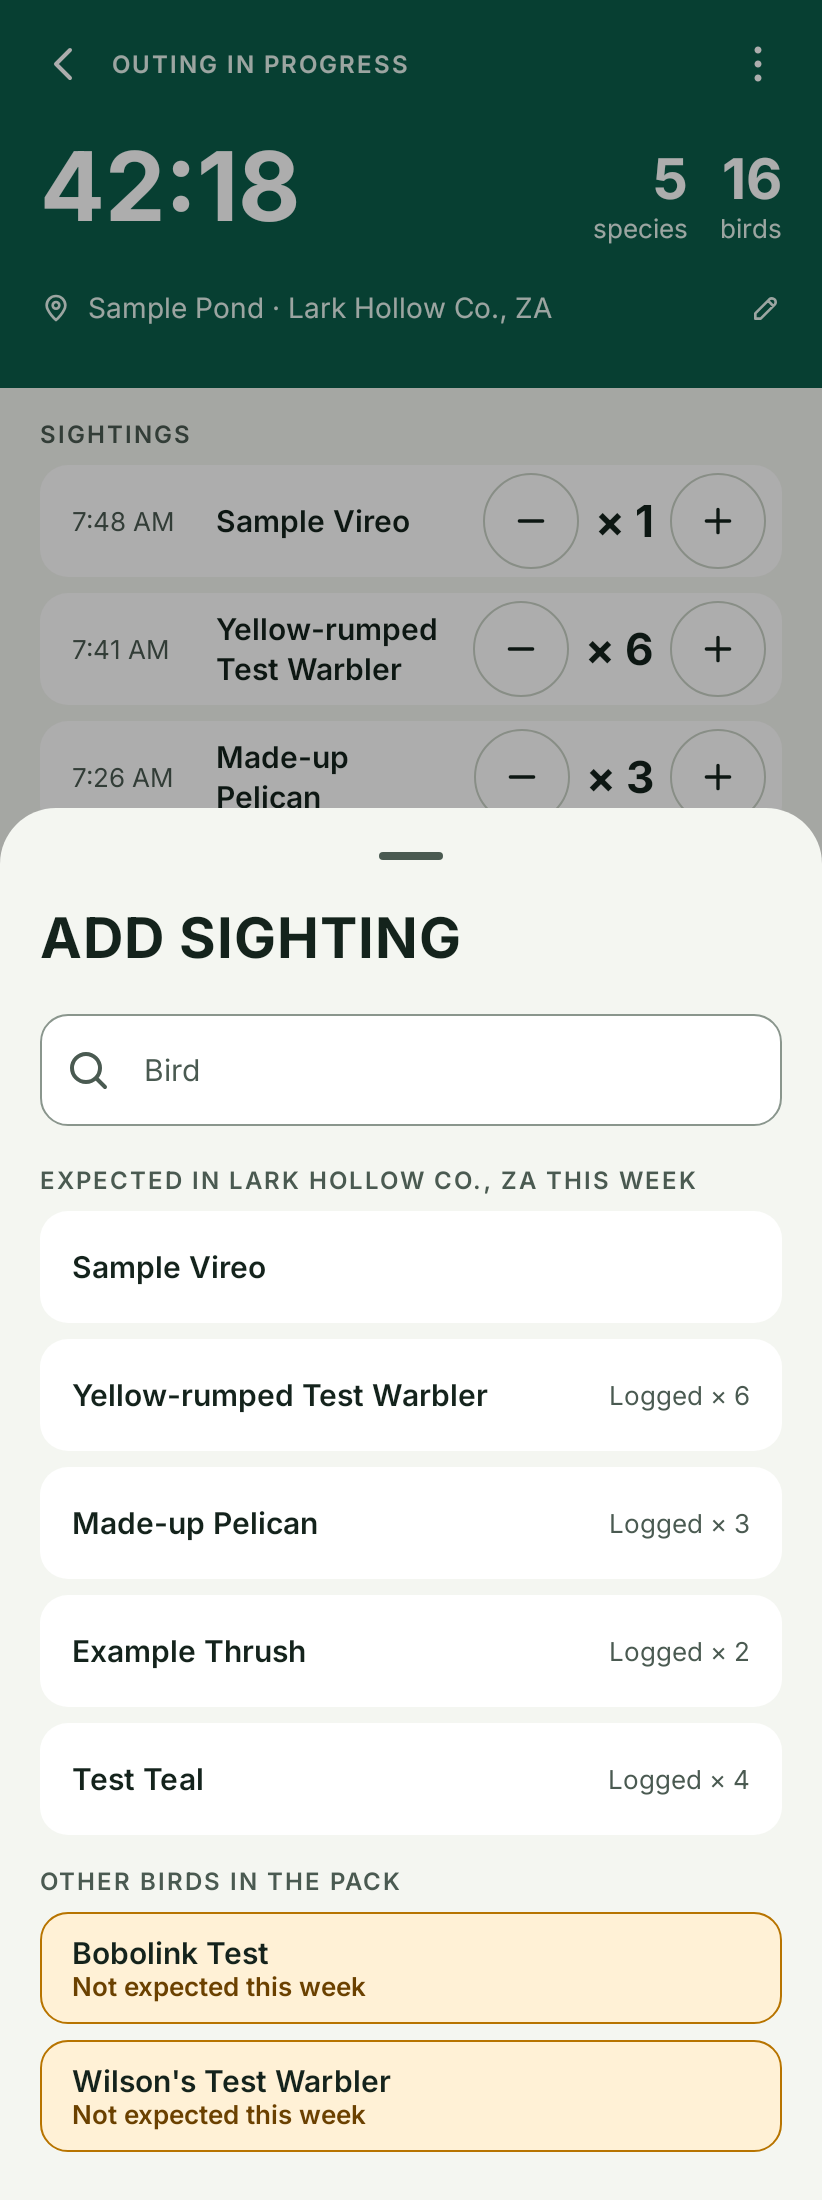 OUTING IN PROGRESS
42:18
5 species
16 birds
Sample Pond · Lark Hollow Co., ZA
SIGHTINGS
7:48 AM Sample Vireo − × 1 +
7:41 AM Yellow-rumped Test Warbler − × 6 +
7:26 AM Made-up Pelican − × 3 +
ADD SIGHTING
Bird
EXPECTED IN LARK HOLLOW CO., ZA THIS WEEK
Sample Vireo
Yellow-rumped Test Warbler Logged × 6
Made-up Pelican Logged × 3
Example Thrush Logged × 2
Test Teal Logged × 4
OTHER BIRDS IN THE PACK
Bobolink Test
Not expected this week
Wilson's Test Warbler
Not expected this week